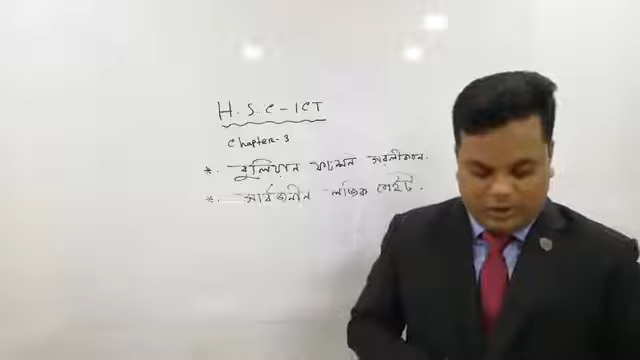 H.S.C-ICT
Chapter-3
*. বুলিয়ান ফাংশন সরলীকরণ.
*. সার্বজনীন লজিক গেইট.